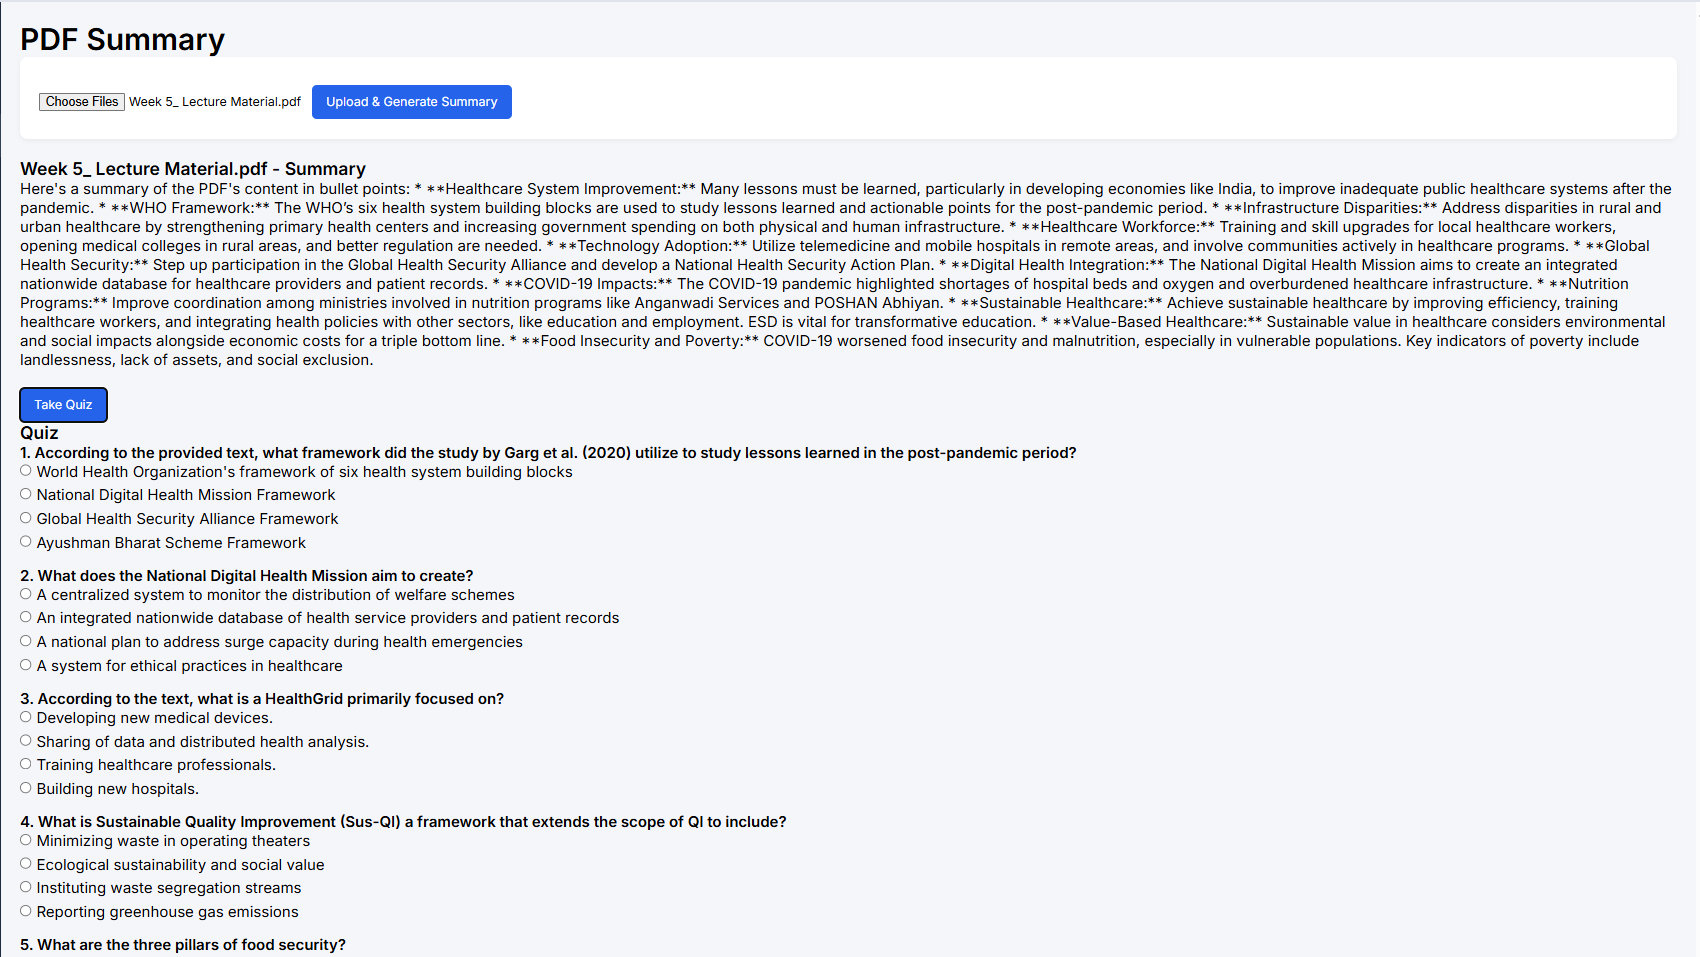 PDF Summary
Choose Files Week 5_ Lecture Material.pdf Upload & Generate Summary
Week 5_ Lecture Material.pdf - Summary
Here's a summary of the PDF's content in bullet points: * **Healthcare System Improvement:** Many lessons must be learned, particularly in developing economies like India, to improve inadequate public healthcare systems after the
pandemic. * **WHO Framework:** The WHO’s six health system building blocks are used to study lessons learned and actionable points for the post-pandemic period. * **Infrastructure Disparities:** Address disparities in rural and
urban healthcare by strengthening primary health centers and increasing government spending on both physical and human infrastructure. * **Healthcare Workforce:** Training and skill upgrades for local healthcare workers,
opening medical colleges in rural areas, and better regulation are needed. * **Technology Adoption:** Utilize telemedicine and mobile hospitals in remote areas, and involve communities actively in healthcare programs. * **Global
Health Security:** Step up participation in the Global Health Security Alliance and develop a National Health Security Action Plan. * **Digital Health Integration:** The National Digital Health Mission aims to create an integrated
nationwide database for healthcare providers and patient records. * **COVID-19 Impacts:** The COVID-19 pandemic highlighted shortages of hospital beds and oxygen and overburdened healthcare infrastructure. * **Nutrition
Programs:** Improve coordination among ministries involved in nutrition programs like Anganwadi Services and POSHAN Abhiyan. * **Sustainable Healthcare:** Achieve sustainable healthcare by improving efficiency, training
healthcare workers, and integrating health policies with other sectors, like education and employment. ESD is vital for transformative education. * **Value-Based Healthcare:** Sustainable value in healthcare considers environmental
and social impacts alongside economic costs for a triple bottom line. * **Food Insecurity and Poverty:** COVID-19 worsened food insecurity and malnutrition, especially in vulnerable populations. Key indicators of poverty include
landlessness, lack of assets, and social exclusion.
Take Quiz
Quiz
1. According to the provided text, what framework did the study by Garg et al. (2020) utilize to study lessons learned in the post-pandemic period?
World Health Organization's framework of six health system building blocks
National Digital Health Mission Framework
Global Health Security Alliance Framework
Ayushman Bharat Scheme Framework
2. What does the National Digital Health Mission aim to create?
A centralized system to monitor the distribution of welfare schemes
An integrated nationwide database of health service providers and patient records
A national plan to address surge capacity during health emergencies
A system for ethical practices in healthcare
3. According to the text, what is a HealthGrid primarily focused on?
Developing new medical devices.
Sharing of data and distributed health analysis.
Training healthcare professionals.
Building new hospitals.
4. What is Sustainable Quality Improvement (Sus-QI) a framework that extends the scope of QI to include?
Minimizing waste in operating theaters
Ecological sustainability and social value
Instituting waste segregation streams
Reporting greenhouse gas emissions
5. What are the three pillars of food security?